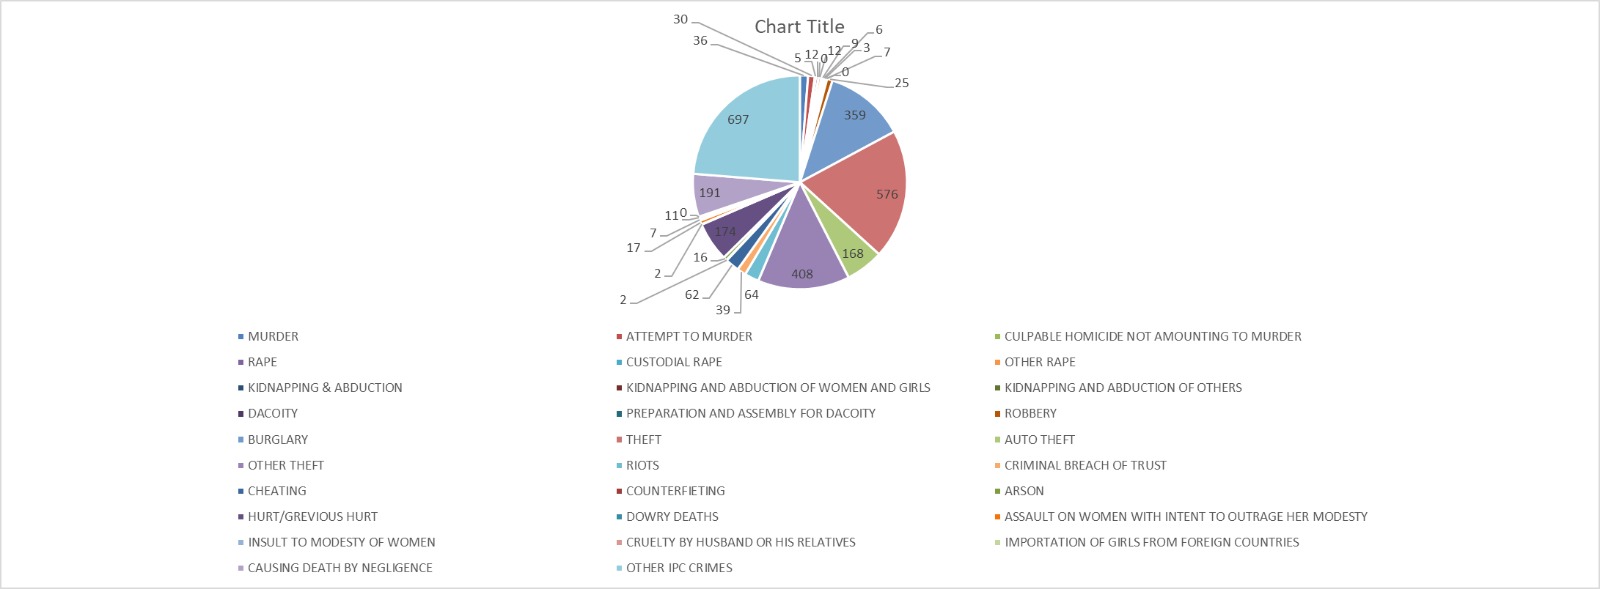 Chart Title
30
36
5
12
0
12
9
6
3
7
0
25
359
576
168
408
64
39
62
2
16
174
2
17
7
11
0
191
697
MURDER
ATTEMPT TO MURDER
CULPABLE HOMICIDE NOT AMOUNTING TO MURDER
RAPE
CUSTODIAL RAPE
OTHER RAPE
KIDNAPPING & ABDUCTION
KIDNAPPING AND ABDUCTION OF WOMEN AND GIRLS
KIDNAPPING AND ABDUCTION OF OTHERS
DACOITY
PREPARATION AND ASSEMBLY FOR DACOITY
ROBBERY
BURGLARY
THEFT
AUTO THEFT
OTHER THEFT
RIOTS
CRIMINAL BREACH OF TRUST
CHEATING
COUNTERFIETING
ARSON
HURT/GREVIOUS HURT
DOWRY DEATHS
ASSAULT ON WOMEN WITH INTENT TO OUTRAGE HER MODESTY
INSULT TO MODESTY OF WOMEN
CRUELTY BY HUSBAND OR HIS RELATIVES
IMPORTATION OF GIRLS FROM FOREIGN COUNTRIES
CAUSING DEATH BY NEGLIGENCE
OTHER IPC CRIMES